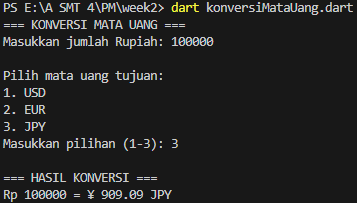 PS E:\A SMT 4\PM\week2> dart konversiMataUang.dart
=== KONVERSI MATA UANG ===
Masukkan jumlah Rupiah: 100000
Pilih mata uang tujuan:
1. USD
2. EUR
3. JPY
Masukkan pilihan (1-3): 3
=== HASIL KONVERSI ===
Rp 100000 = ¥ 909.09 JPY